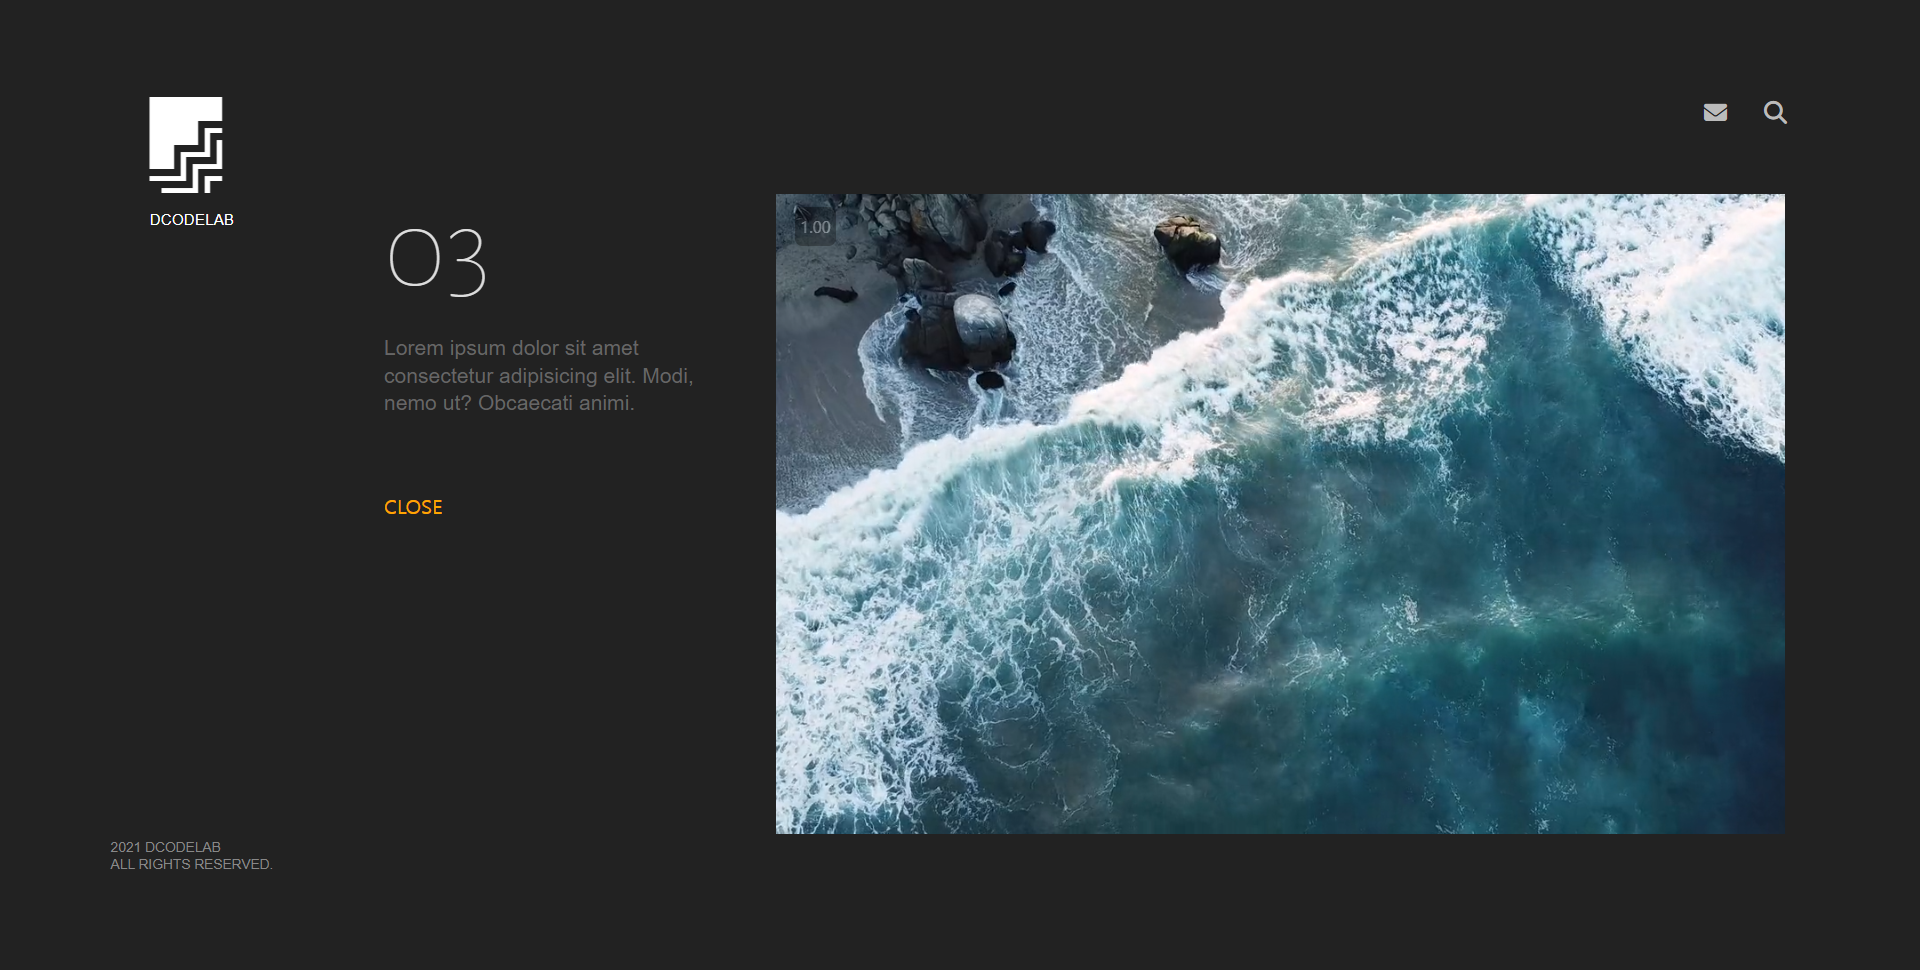 DCODELAB
03
Lorem ipsum dolor sit amet
consectetur adipisicing elit. Modi,
nemo ut? Obcaecati animi.
CLOSE
1.00
2021 DCODELAB
ALL RIGHTS RESERVED.